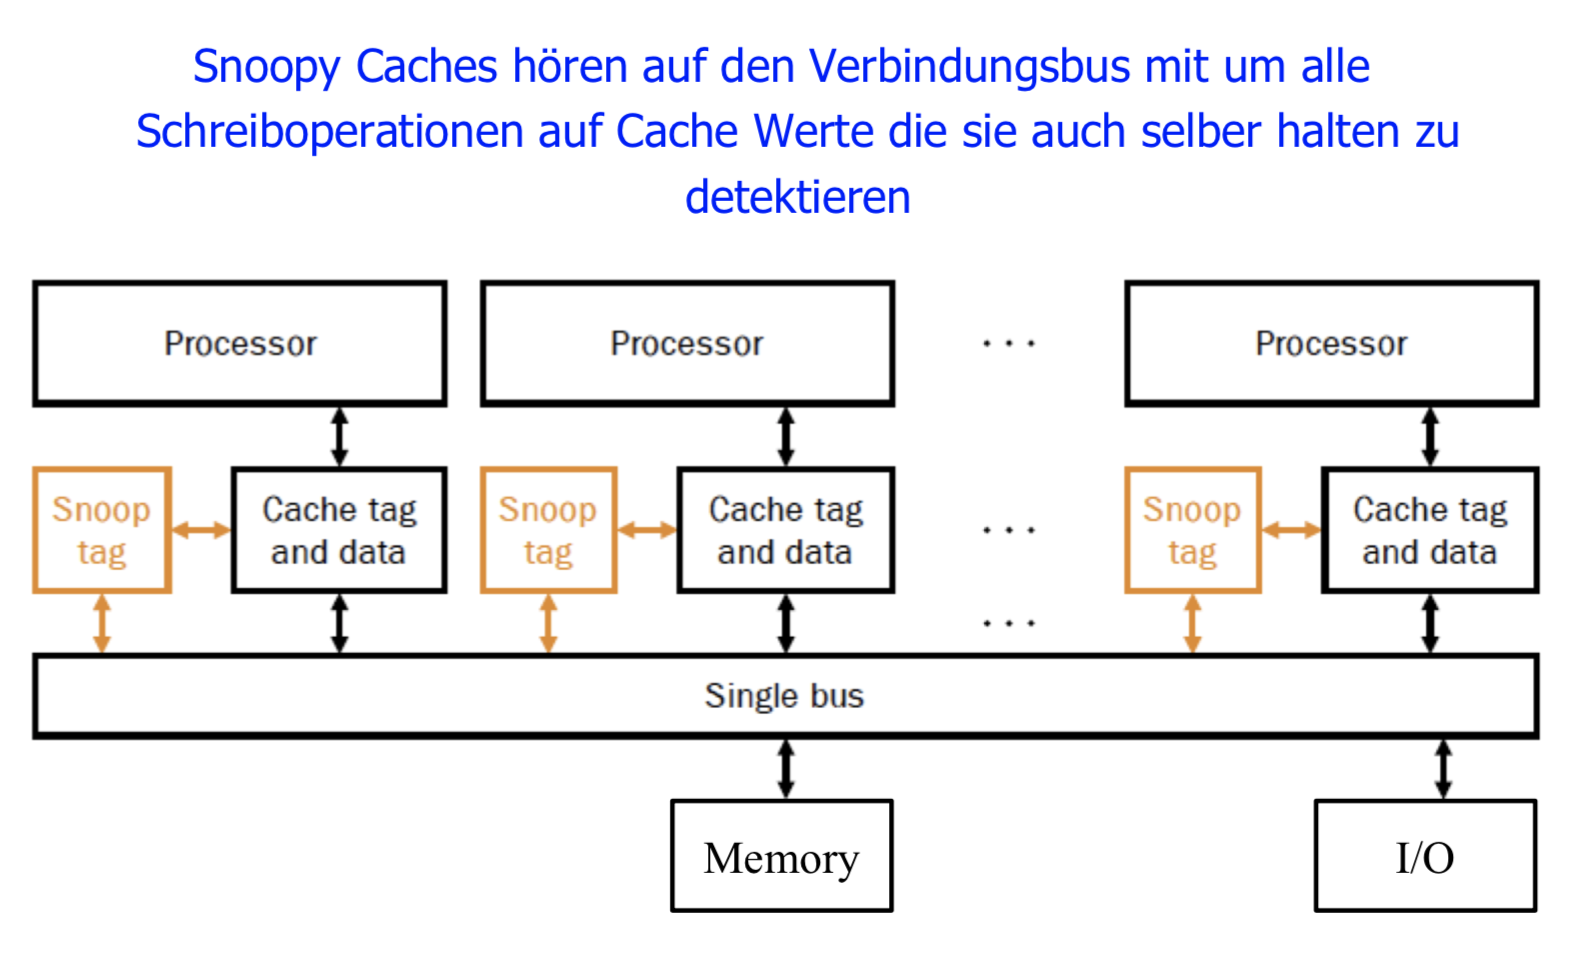 Snoopy Caches hören auf den Verbindungsbus mit um alle
Schreiboperationen auf Cache Werte die sie auch selber halten zu
detektieren
Processor
Processor
. . .
Processor
Snoop
tag
Cache tag
and data
Snoop
tag
Cache tag
and data
. . .
Snoop
tag
Cache tag
and data
. . .
Single bus
Memory
I/O